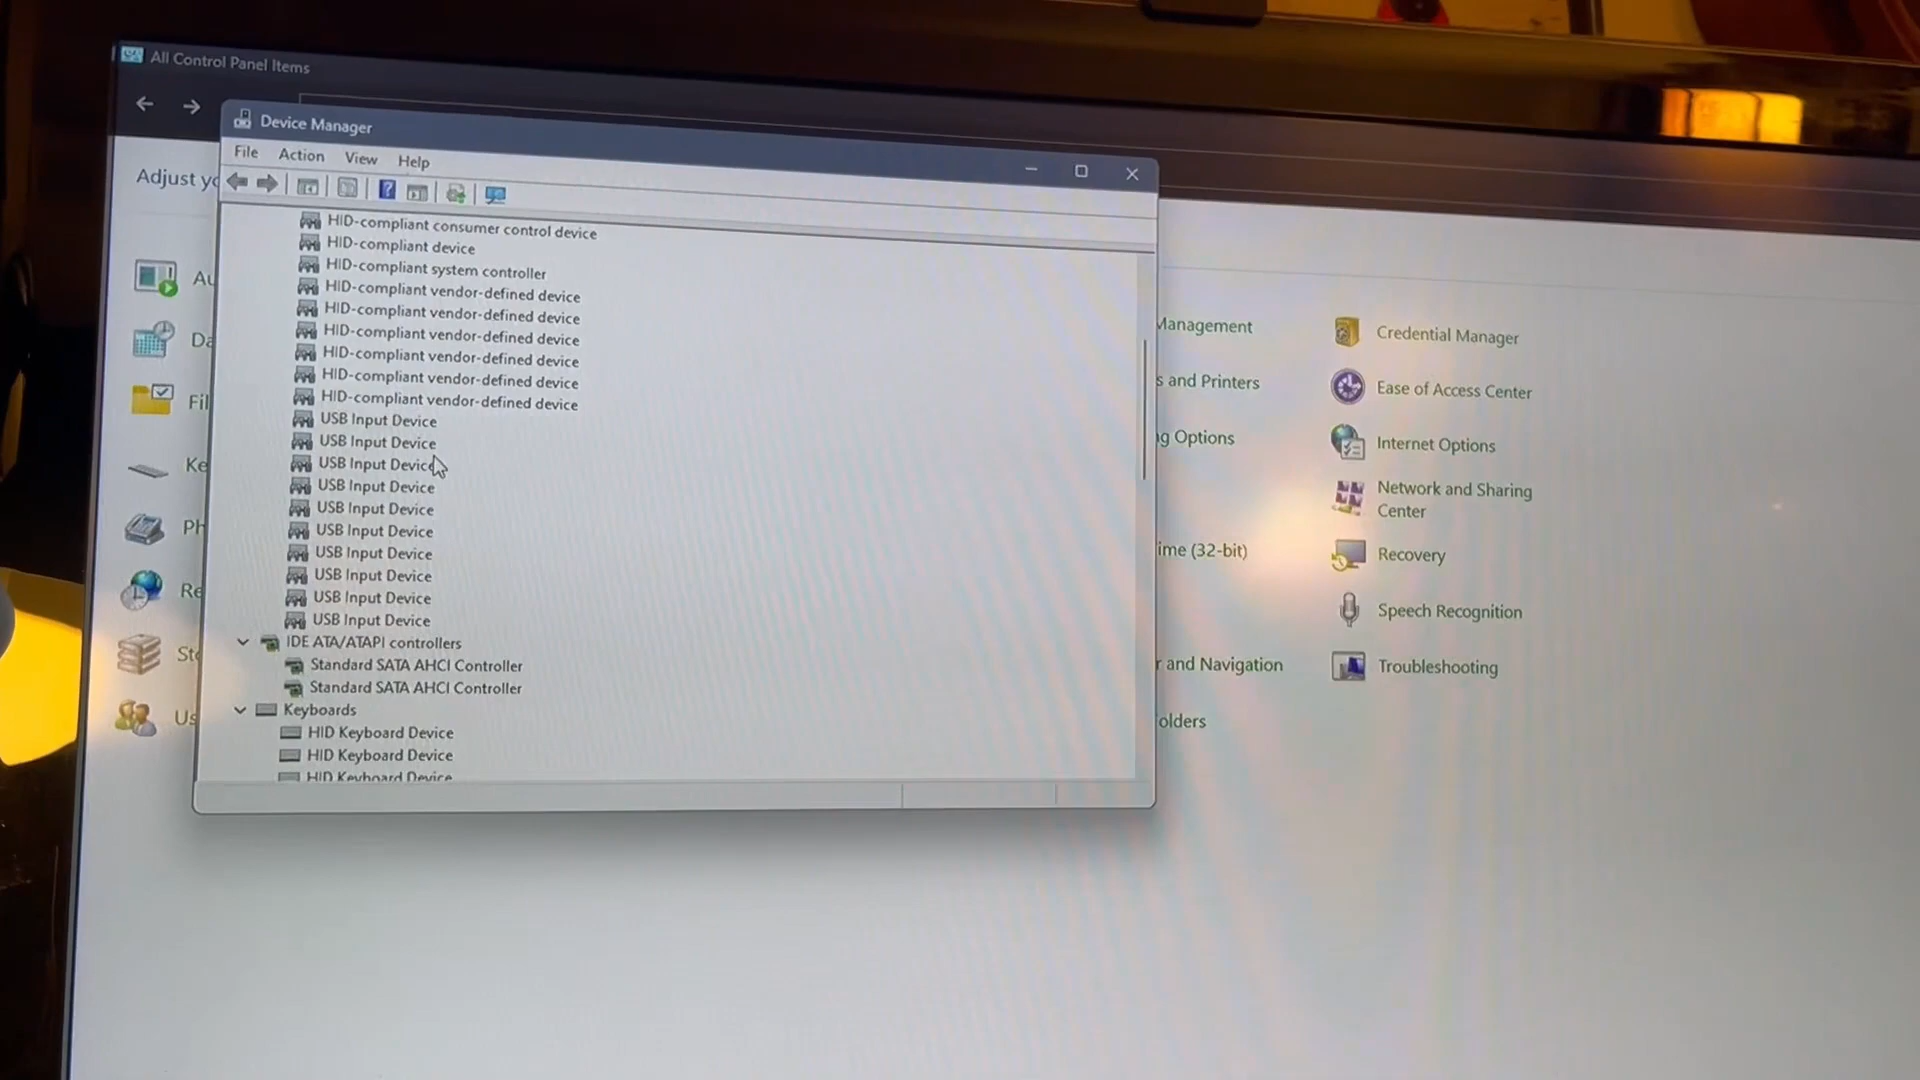 All Control Panel Items
Device Manager
File Action View Help
Adjust yo
HID-compliant consumer control device
HID-compliant device
HID-compliant system controller
HID-compliant vendor-defined device
HID-compliant vendor-defined device
HID-compliant vendor-defined device
HID-compliant vendor-defined device
HID-compliant vendor-defined device
HID-compliant vendor-defined device
USB Input Device
USB Input Device
USB Input Device
USB Input Device
USB Input Device
USB Input Device
USB Input Device
USB Input Device
USB Input Device
USB Input Device
IDE ATA/ATAPI controllers
Standard SATA AHCI Controller
Standard SATA AHCI Controller
Keyboards
HID Keyboard Device
HID Keyboard Device
HID Keyboard Device
Au
Da
Fil
Ke
Ph
Re
Sto
Us
Management
s and Printers
ng Options
ime (32-bit)
r and Navigation
olders
Credential Manager
Ease of Access Center
Internet Options
Network and Sharing
Center
Recovery
Speech Recognition
Troubleshooting